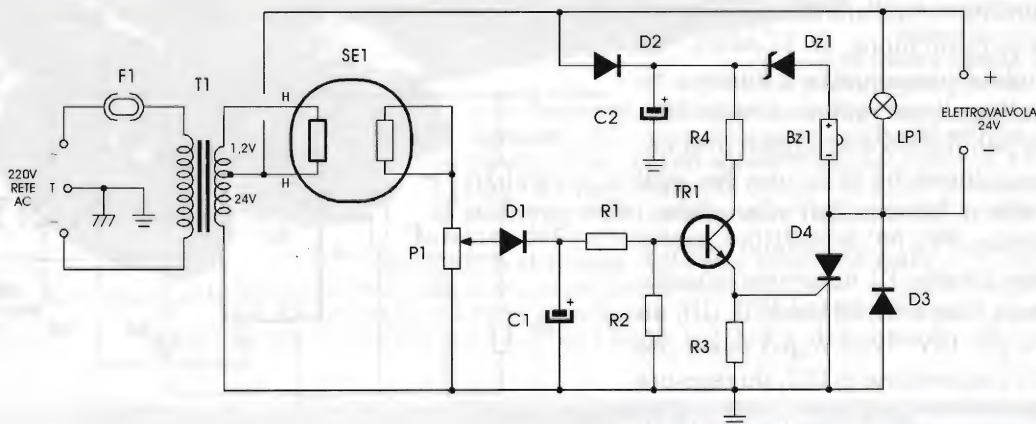 F1
T1
SE1
H
H
1,2V
24V
~
220V
RETE
AC
T
~
P1
D1
C1
R1
R2
TR1
R3
R4
D2
+
C2
Dz1
Bz1
+
-
LP1
+
ELETTROVALVOLA
24V
-
D4
D3
+